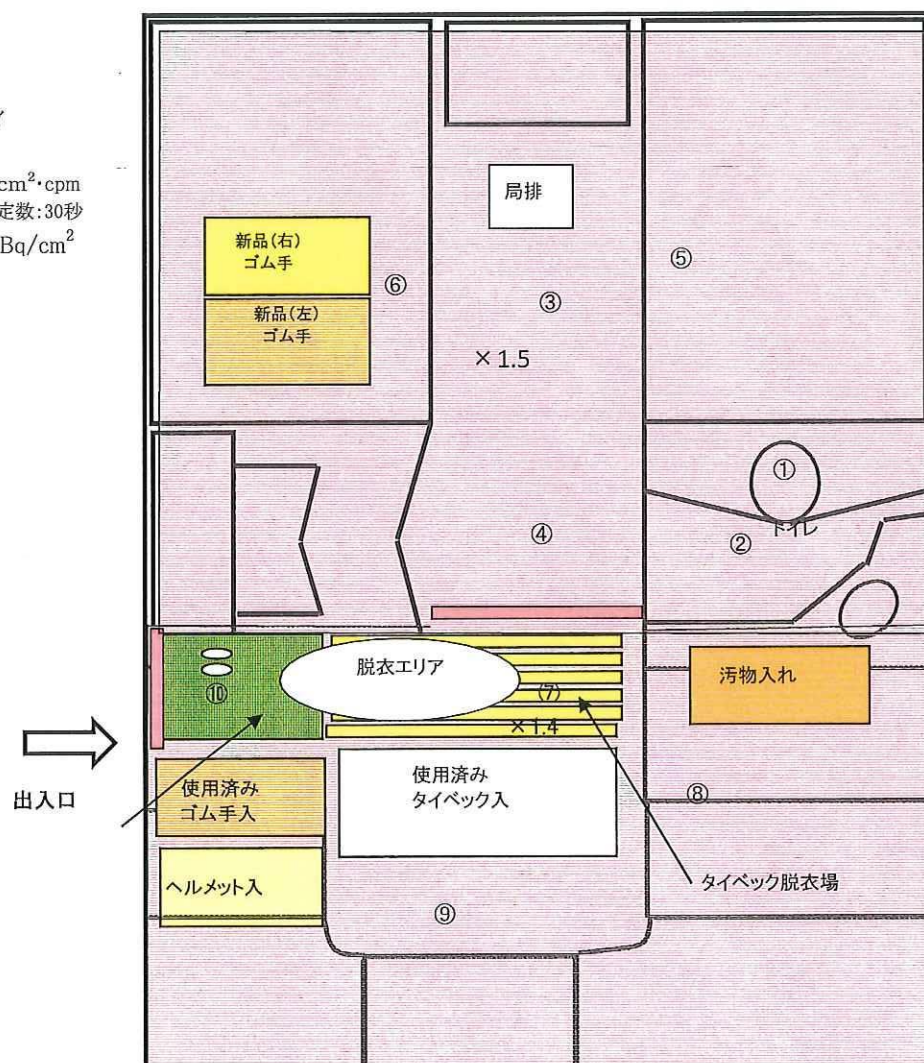 cm²･cpm
定数:30秒
Bq/cm²
局排
新品(右)
ゴム手
⑥
⑤
③
新品(左)
ゴム手
×1.5
①
④
②
トイレ
脱衣エリア
汚物入れ
⑩
⑦
×1.4
出入口
使用済み
ゴム手入
使用済み
タイベック入
⑧
ヘルメット入
タイベック脱衣場
⑨